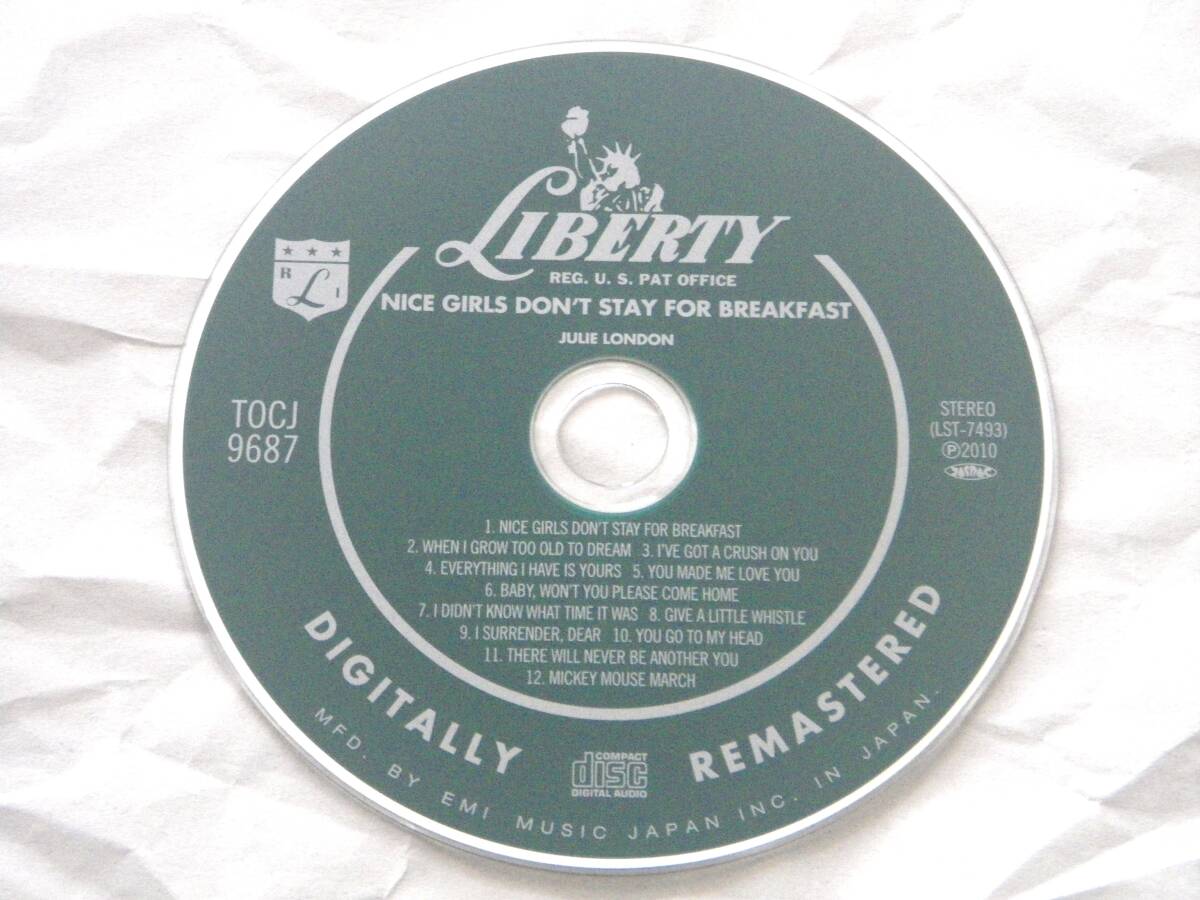 LIBERTY
REG. U. S. PAT OFFICE
R L I
NICE GIRLS DON'T STAY FOR BREAKFAST
JULIE LONDON
TOCJ
9687
STEREO
(LST-7493)
℗2010
1. NICE GIRLS DON'T STAY FOR BREAKFAST
2. WHEN I GROW TOO OLD TO DREAM 3. I'VE GOT A CRUSH ON YOU
4. EVERYTHING I HAVE IS YOURS 5. YOU MADE ME LOVE YOU
6. BABY, WON'T YOU PLEASE COME HOME
7. I DIDN'T KNOW WHAT TIME IT WAS 8. GIVE A LITTLE WHISTLE
9. I SURRENDER, DEAR 10. YOU GO TO MY HEAD
11. THERE WILL NEVER BE ANOTHER YOU
12. MICKEY MOUSE MARCH
DIGITALLY REMASTERED
COMPACT
disc
DIGITAL AUDIO
MFD. BY EMI MUSIC JAPAN INC. IN JAPAN.